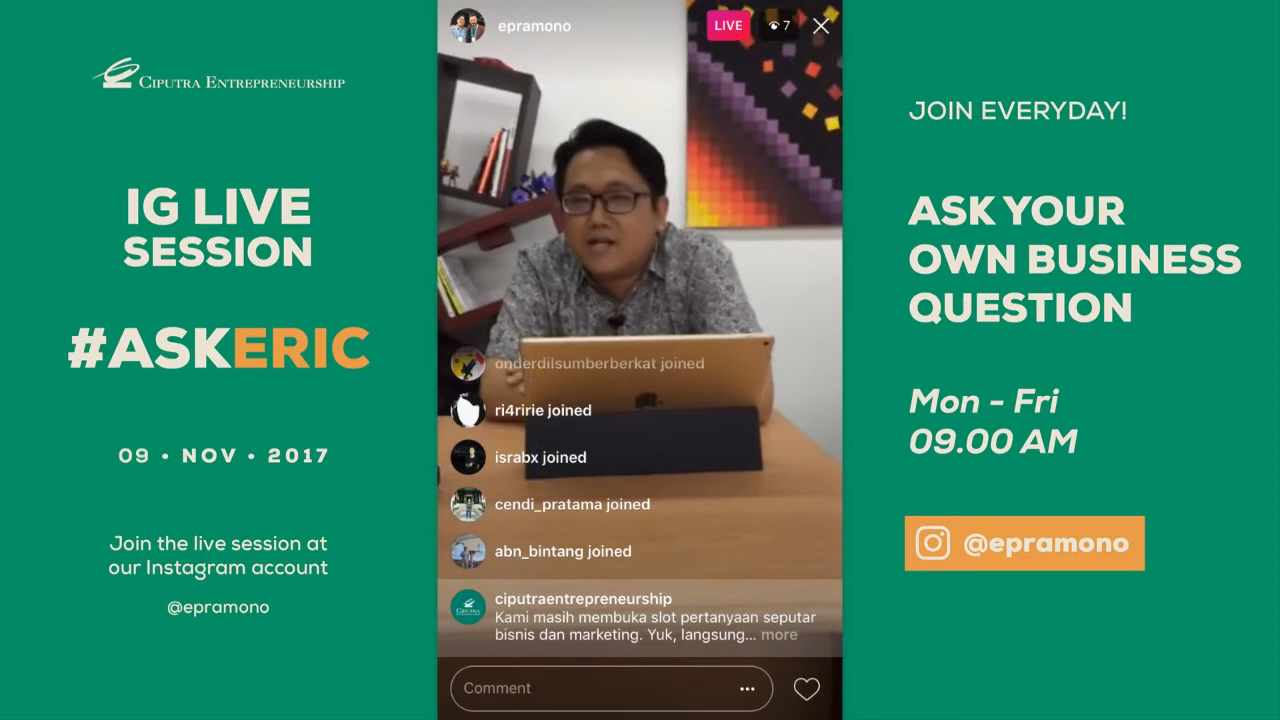 CIPUTRA ENTREPRENEURSHIP
IG LIVE
SESSION
#ASKERIC
09 • NOV • 2017
Join the live session at
our Instagram account
@epramono
epramono
LIVE
7
onderdilsumberberkat joined
ri4ririe joined
israbx joined
cendi_pratama joined
abn_bintang joined
ciputraentrepreneurship
Kami masih membuka slot pertanyaan seputar
bisnis dan marketing. Yuk, langsung... more
Comment
JOIN EVERYDAY!
ASK YOUR
OWN BUSINESS
QUESTION
Mon - Fri
09.00 AM
@epramono